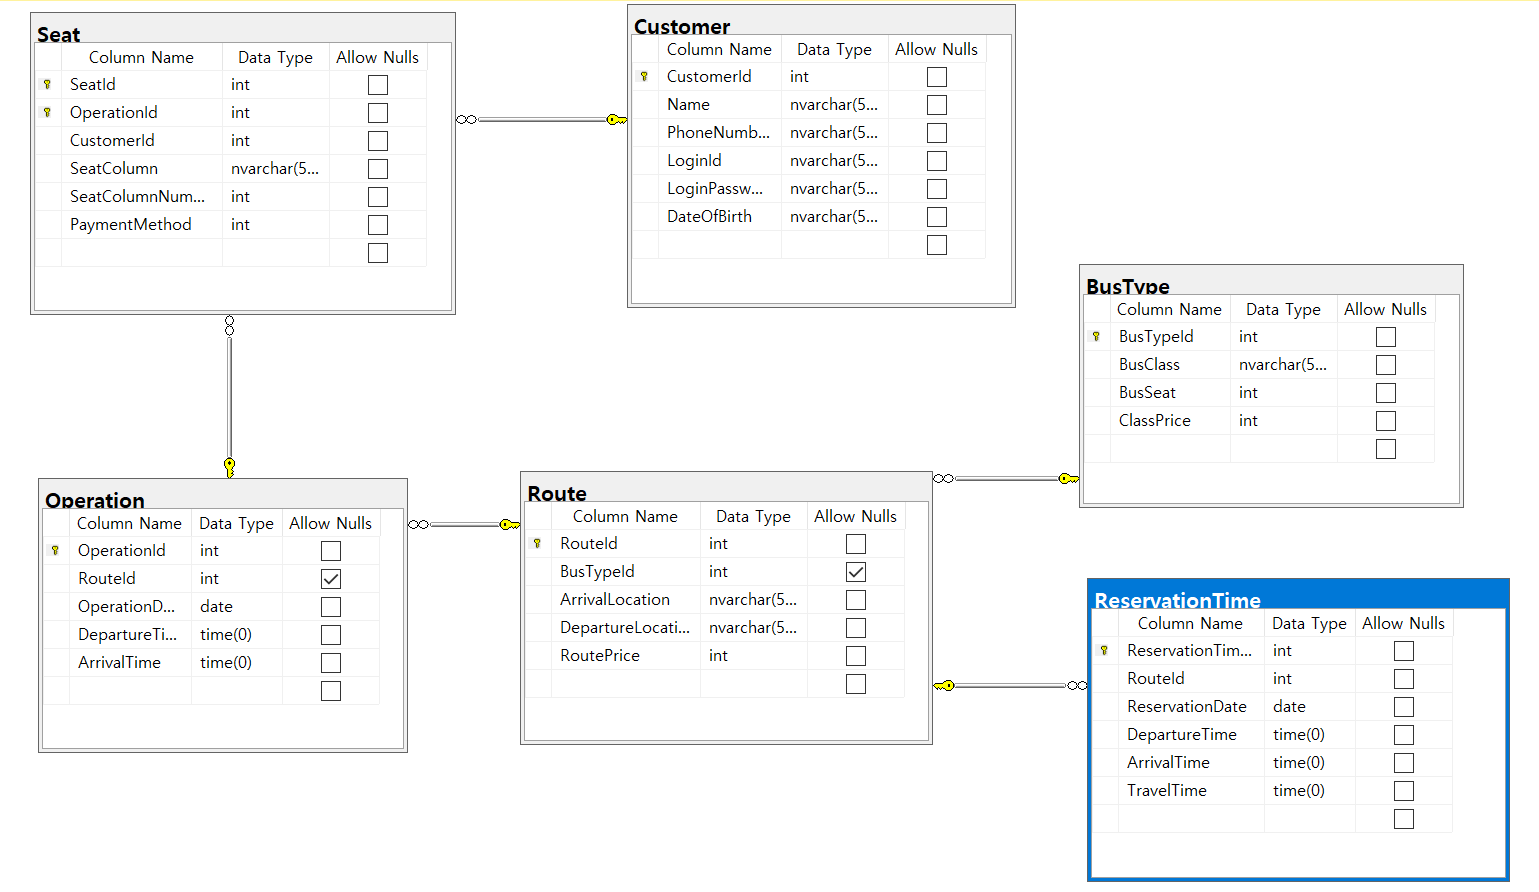 Seat
Column Name Data Type Allow Nulls
SeatId int
OperationId int
CustomerId int
SeatColumn nvarchar(5...
SeatColumnNum... int
PaymentMethod int
Customer
Column Name Data Type Allow Nulls
CustomerId int
Name nvarchar(5...
PhoneNumb... nvarchar(5...
LoginId nvarchar(5...
LoginPassw... nvarchar(5...
DateOfBirth nvarchar(5...
BusType
Column Name Data Type Allow Nulls
BusTypeId int
BusClass nvarchar(5...
BusSeat int
ClassPrice int
Operation
Column Name Data Type Allow Nulls
OperationId int
RouteId int
OperationD... date
DepartureTi... time(0)
ArrivalTime time(0)
Route
Column Name Data Type Allow Nulls
RouteId int
BusTypeId int
ArrivalLocation nvarchar(5...
DepartureLocati... nvarchar(5...
RoutePrice int
ReservationTime
Column Name Data Type Allow Nulls
ReservationTim... int
RouteId int
ReservationDate date
DepartureTime time(0)
ArrivalTime time(0)
TravelTime time(0)